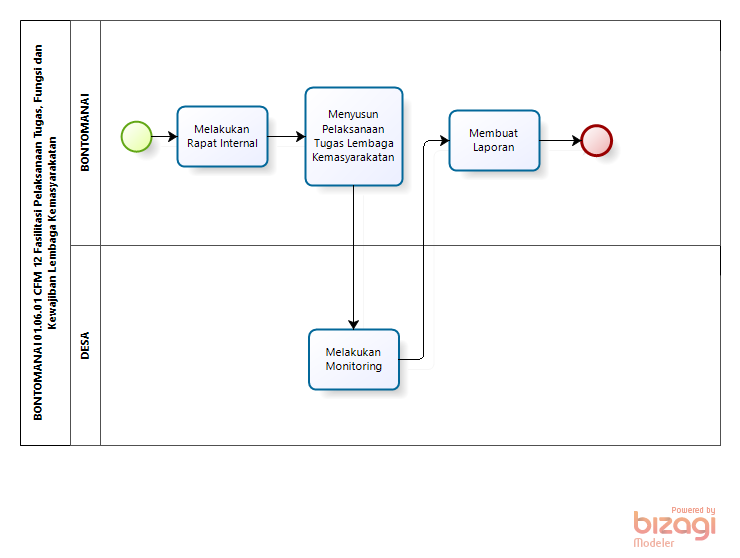 BONTOMANAI 01.06.01 CFM 12 Fasilitasi Pelaksanaan Tugas, Fungsi dan
Kewajiban Lembaga Kemasyarakatan
BONTOMANAI
Melakukan
Rapat Internal
Menyusun
Pelaksanaan
Tugas Lembaga
Kemasyarakatan
Membuat
Laporan
DESA
Melakukan
Monitoring
Powered by
bizagi
Modeler